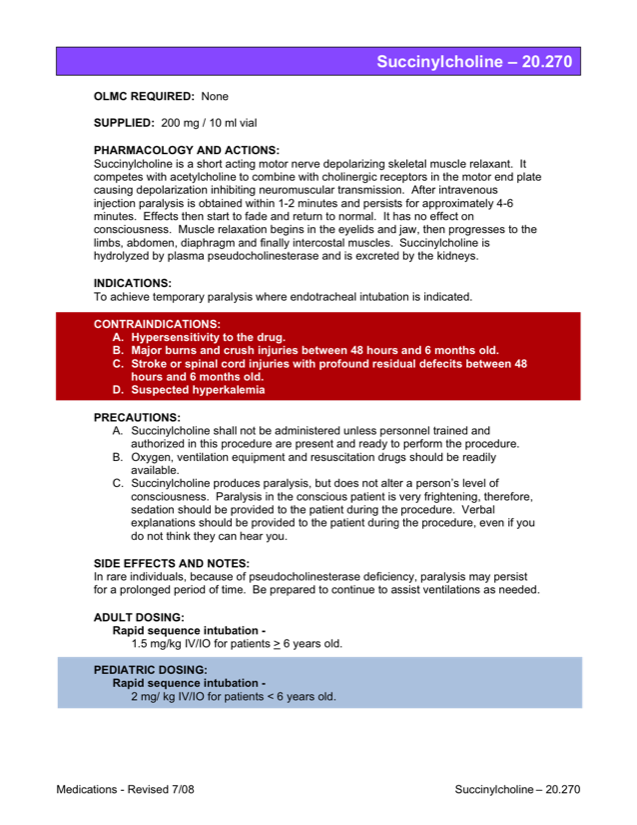 Succinylcholine – 20.270
OLMC REQUIRED: None
SUPPLIED: 200 mg / 10 ml vial
PHARMACOLOGY AND ACTIONS:
Succinylcholine is a short acting motor nerve depolarizing skeletal muscle relaxant. It
competes with acetylcholine to combine with cholinergic receptors in the motor end plate
causing depolarization inhibiting neuromuscular transmission. After intravenous
injection paralysis is obtained within 1-2 minutes and persists for approximately 4-6
minutes. Effects then start to fade and return to normal. It has no effect on
consciousness. Muscle relaxation begins in the eyelids and jaw, then progresses to the
limbs, abdomen, diaphragm and finally intercostal muscles. Succinylcholine is
hydrolyzed by plasma pseudocholinesterase and is excreted by the kidneys.
INDICATIONS:
To achieve temporary paralysis where endotracheal intubation is indicated.
CONTRAINDICATIONS:
A. Hypersensitivity to the drug.
B. Major burns and crush injuries between 48 hours and 6 months old.
C. Stroke or spinal cord injuries with profound residual defecits between 48
hours and 6 months old.
D. Suspected hyperkalemia
PRECAUTIONS:
A. Succinylcholine shall not be administered unless personnel trained and
authorized in this procedure are present and ready to perform the procedure.
B. Oxygen, ventilation equipment and resuscitation drugs should be readily
available.
C. Succinylcholine produces paralysis, but does not alter a person's level of
consciousness. Paralysis in the conscious patient is very frightening, therefore,
sedation should be provided to the patient during the procedure. Verbal
explanations should be provided to the patient during the procedure, even if you
do not think they can hear you.
SIDE EFFECTS AND NOTES:
In rare individuals, because of pseudocholinesterase deficiency, paralysis may persist
for a prolonged period of time. Be prepared to continue to assist ventilations as needed.
ADULT DOSING:
Rapid sequence intubation -
1.5 mg/kg IV/IO for patients ≥ 6 years old.
PEDIATRIC DOSING:
Rapid sequence intubation -
2 mg/ kg IV/IO for patients < 6 years old.
Medications - Revised 7/08 Succinylcholine – 20.270